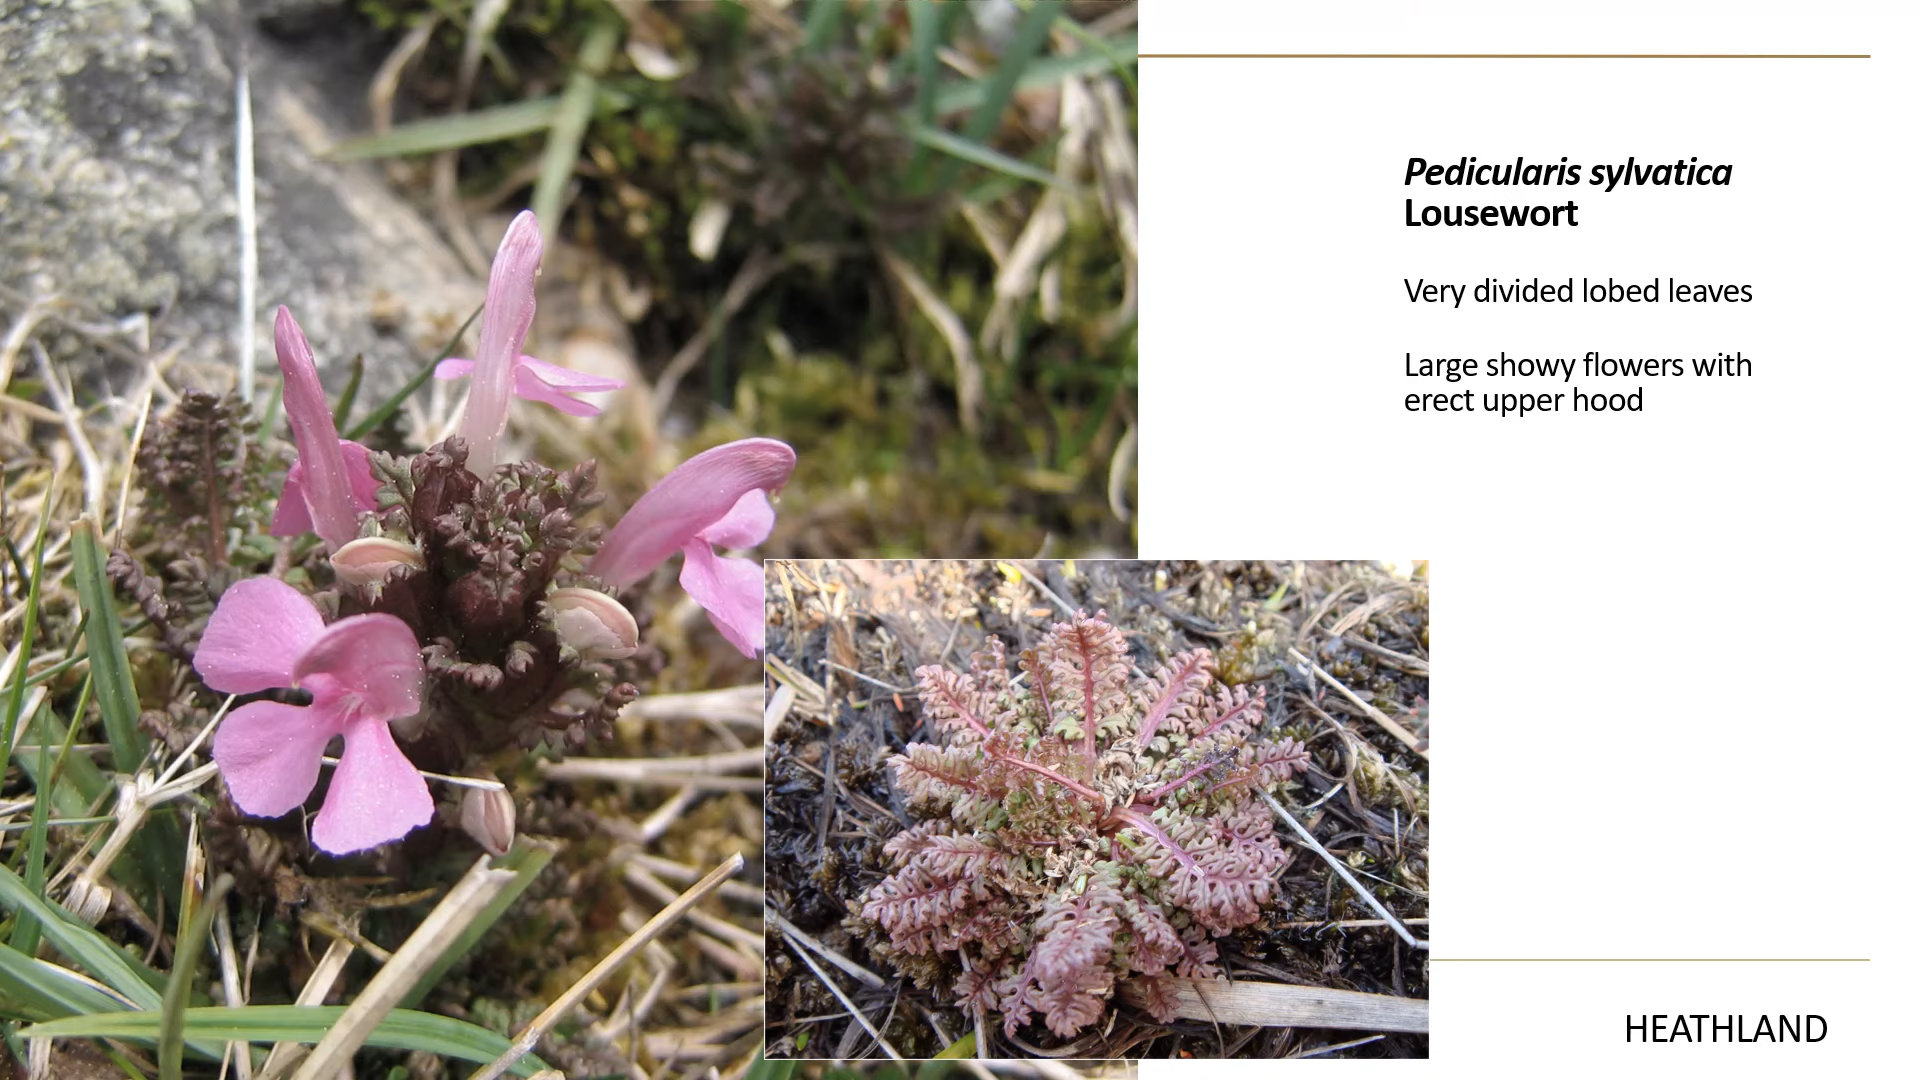 Pedicularis sylvatica
Lousewort
Very divided lobed leaves
Large showy flowers with
erect upper hood
HEATHLAND